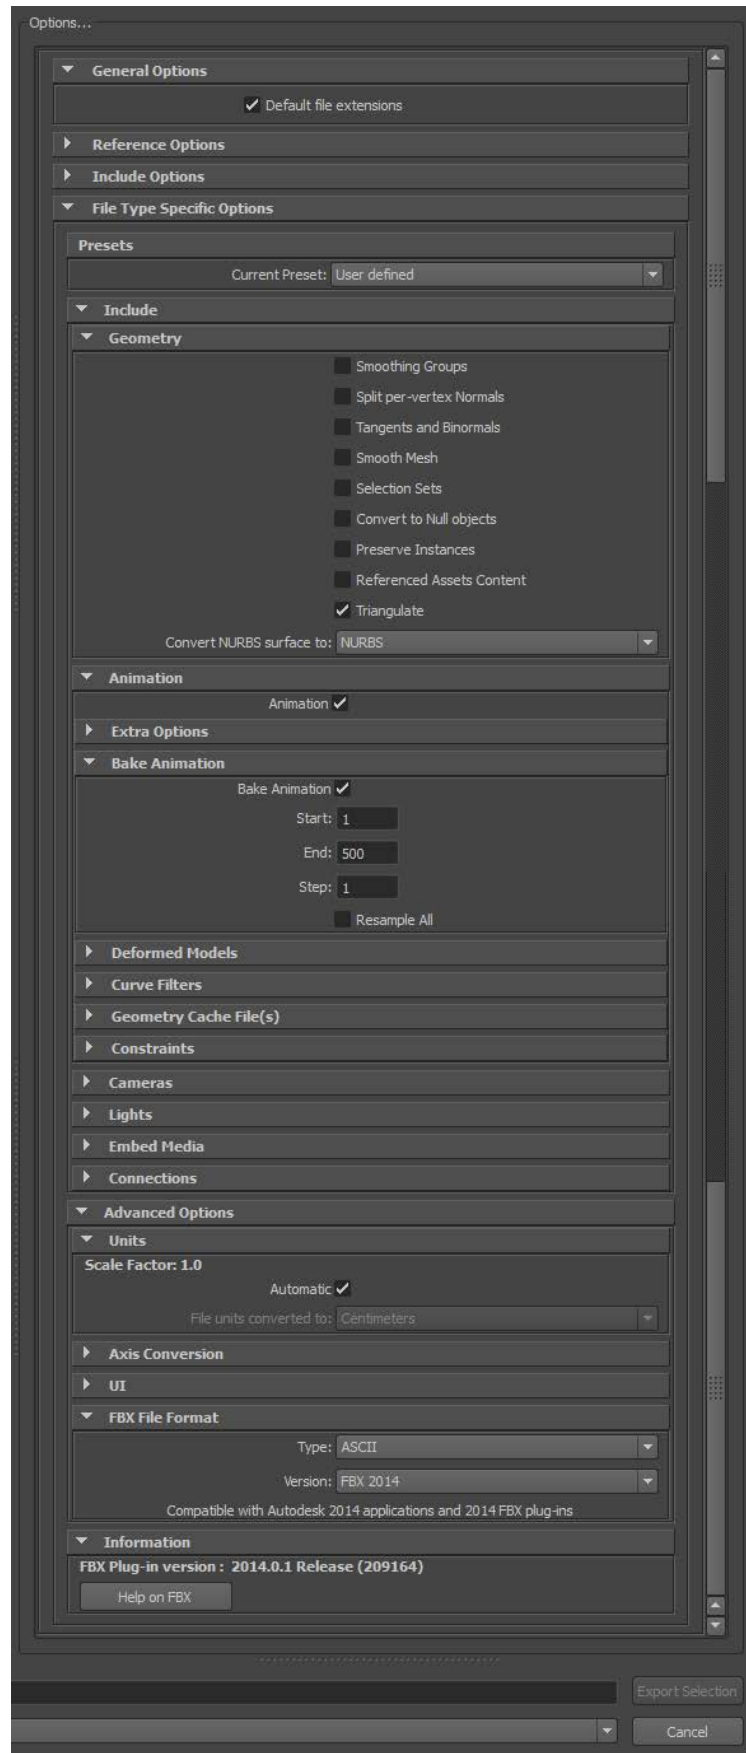 Options...
General Options
Default file extensions
Reference Options
Include Options
File Type Specific Options
Presets
Current Preset: User defined
Include
Geometry
Smoothing Groups
Split per-vertex Normals
Tangents and Binormals
Smooth Mesh
Selection Sets
Convert to Null objects
Preserve Instances
Referenced Assets Content
Triangulate
Convert NURBS surface to: NURBS
Animation
Animation
Extra Options
Bake Animation
Bake Animation
Start: 1
End: 500
Step: 1
Resample All
Deformed Models
Curve Filters
Geometry Cache File(s)
Constraints
Cameras
Lights
Embed Media
Connections
Advanced Options
Units
Scale Factor: 1.0
Automatic
File units converted to: Centimeters
Axis Conversion
UI
FBX File Format
Type: ASCII
Version: FBX 2014
Compatible with Autodesk 2014 applications and 2014 FBX plug-ins
Information
FBX Plug-in version : 2014.0.1 Release (209164)
Help on FBX
Export Selection
Cancel